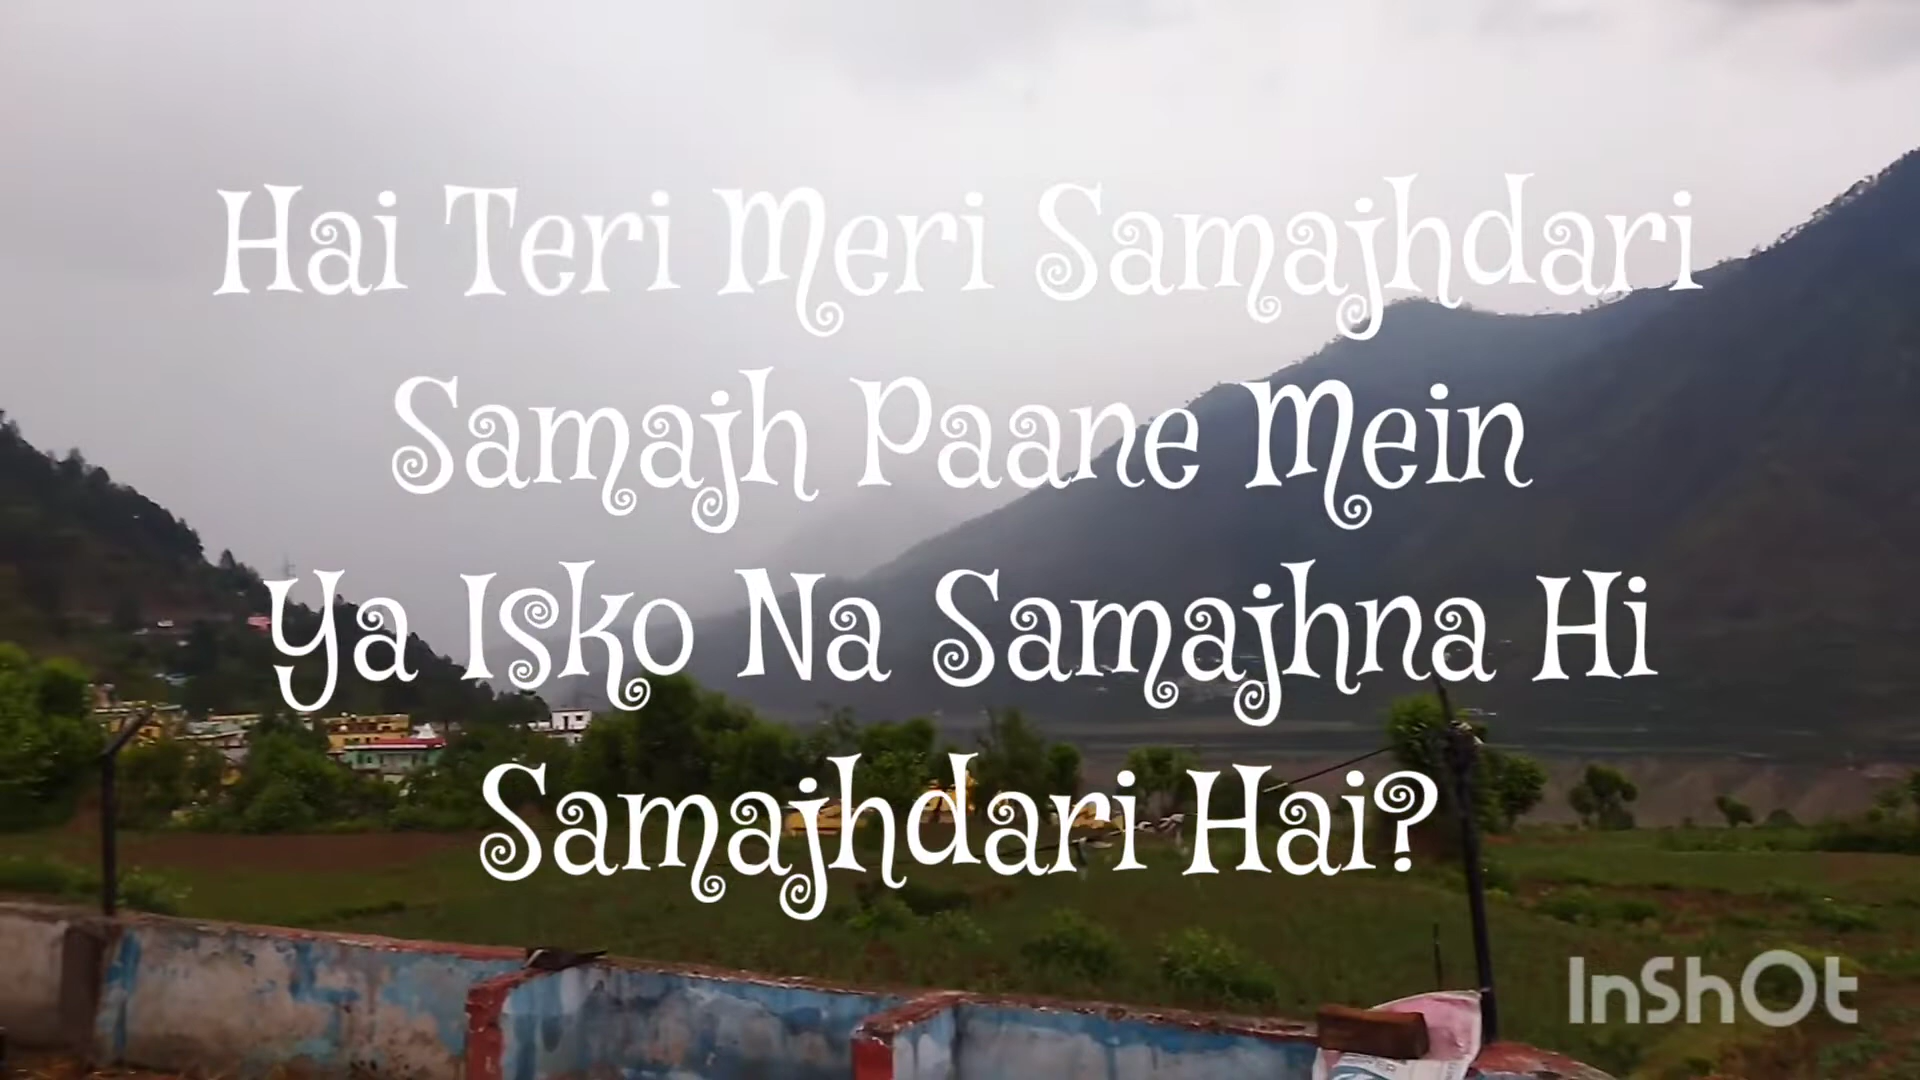 Hai Teri Meri Samajhdari
Samajh Paane Mein
Ya Isko Na Samajhna Hi
Samajhdari Hai?
InShOt